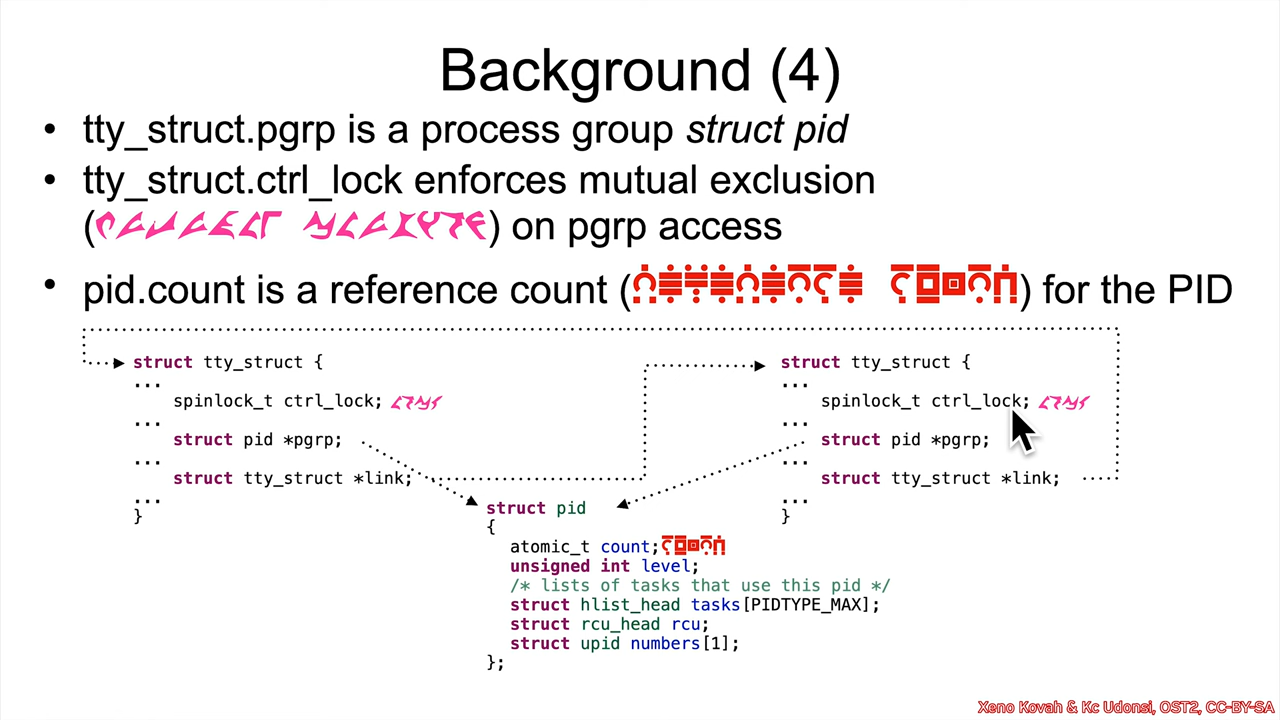 Background (4)
• tty_struct.pgrp is a process group struct pid
• tty_struct.ctrl_lock enforces mutual exclusion
( ) on pgrp access
• pid.count is a reference count ( ) for the PID
struct tty_struct {
...
spinlock_t ctrl_lock;
...
struct pid *pgrp;
...
struct tty_struct *link;
...
}
struct tty_struct {
...
spinlock_t ctrl_lock;
...
struct pid *pgrp;
...
struct tty_struct *link;
...
}
struct pid
{
atomic_t count;
unsigned int level;
/* lists of tasks that use this pid */
struct hlist_head tasks[PIDTYPE_MAX];
struct rcu_head rcu;
struct upid numbers[1];
};
Xeno Kovah & Kc Udonsi, OST2, CC-BY-SA